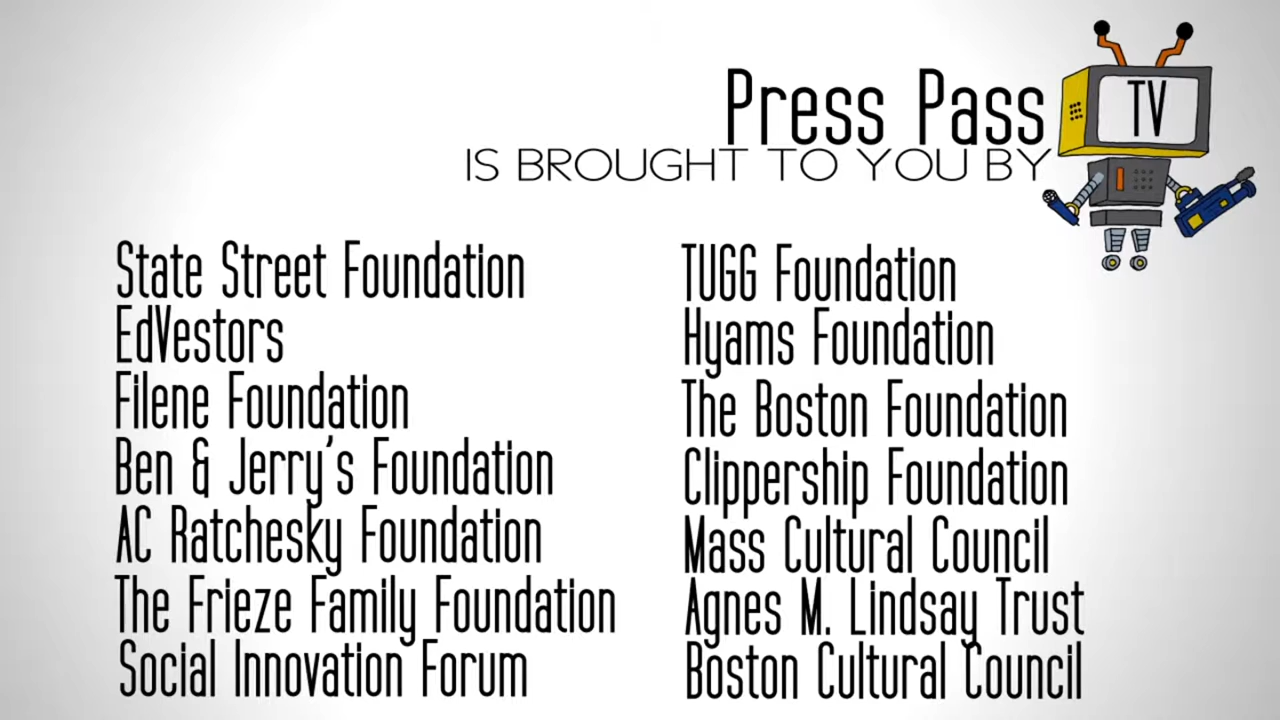 Press Pass TV
IS BROUGHT TO YOU BY
State Street Foundation
EdVestors
Filene Foundation
Ben & Jerry's Foundation
AC Ratchesky Foundation
The Frieze Family Foundation
Social Innovation Forum
TUGG Foundation
Hyams Foundation
The Boston Foundation
Clippership Foundation
Mass Cultural Council
Agnes M. Lindsay Trust
Boston Cultural Council